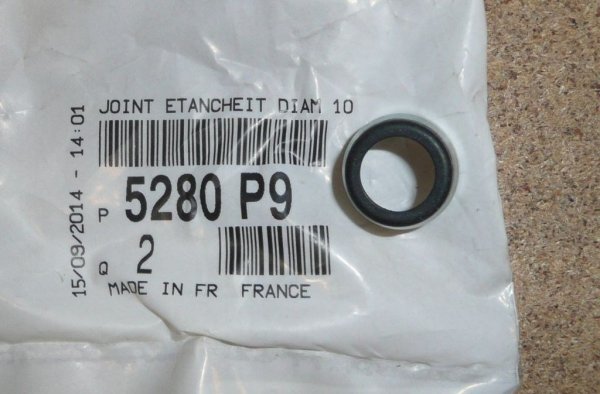 JOINT ETANCHEIT DIAM 10
P 5280 P9
Q 2
MADE IN FR FRANCE
15/09/2014 - 14:01